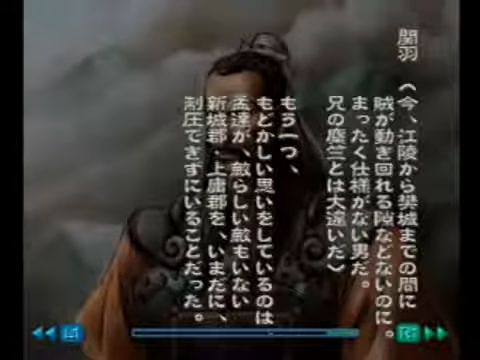 関羽
（今、江陵から樊城までの間に
賊が動き回れる隙などないのに。
まったく仕様がない男だ。
兄の麋竺とは大違いだ）
もう一つ、
もどかしい思いをしているのは
孟達が、敵らしい敵もいない
新城郡・上庸郡を、いまだに、
制圧できずにいることだった。
L1
R1